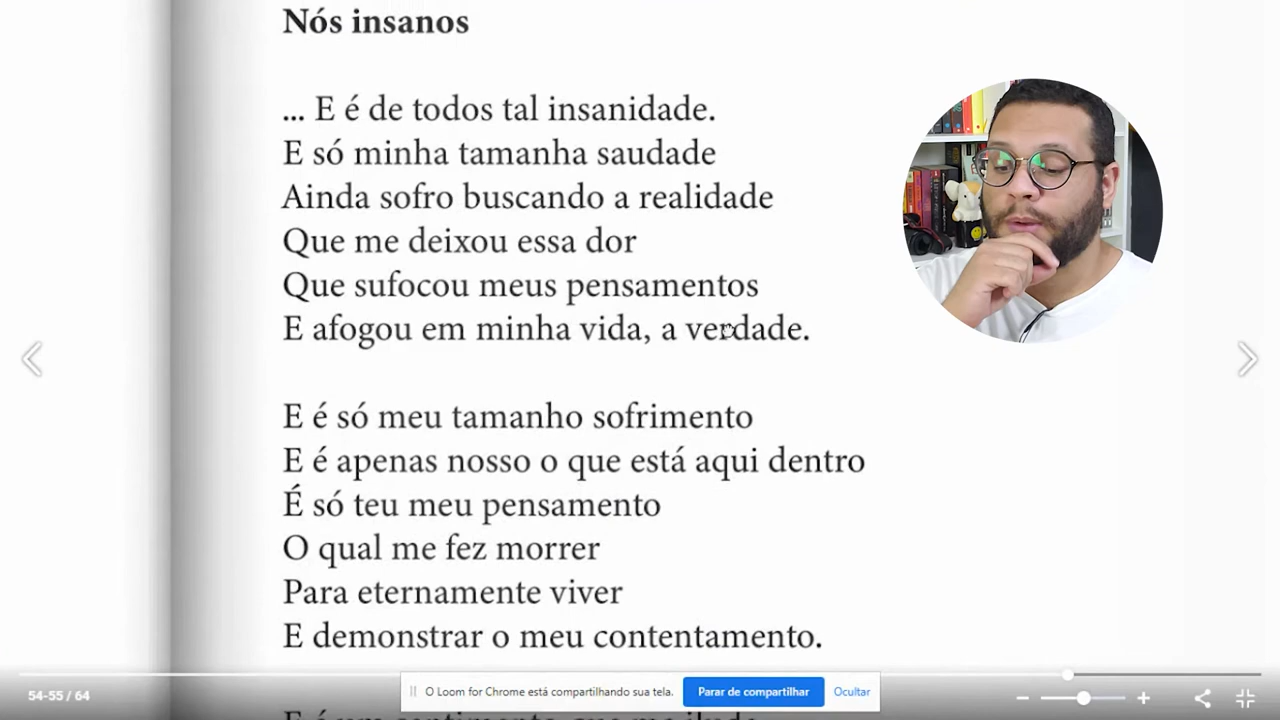 Nós insanos
... E é de todos tal insanidade.
E só minha tamanha saudade
Ainda sofro buscando a realidade
Que me deixou essa dor
Que sufocou meus pensamentos
E afogou em minha vida, a verdade.
E é só meu tamanho sofrimento
E é apenas nosso o que está aqui dentro
É só teu meu pensamento
O qual me fez morrer
Para eternamente viver
E demonstrar o meu contentamento.
54-55 / 64
O Loom for Chrome está compartilhando sua tela.
Parar de compartilhar
Ocultar